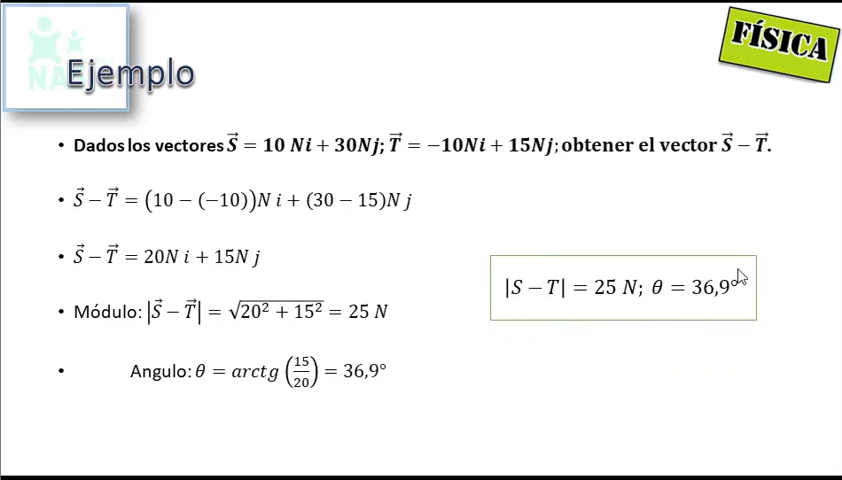 NA
Ejemplo
FÍSICA
• Dados los vectores S⃗ = 10 Ni + 30Nj; T⃗ = −10Ni + 15Nj; obtener el vector S⃗ − T⃗.
• S⃗ − T⃗ = (10 − (−10))N i + (30 − 15)N j
• S⃗ − T⃗ = 20N i + 15N j
|S − T| = 25 N; θ = 36,9°
• Módulo: |S⃗ − T⃗| = √(20² + 15²) = 25 N
• Angulo: θ = arctg (15/20) = 36,9°